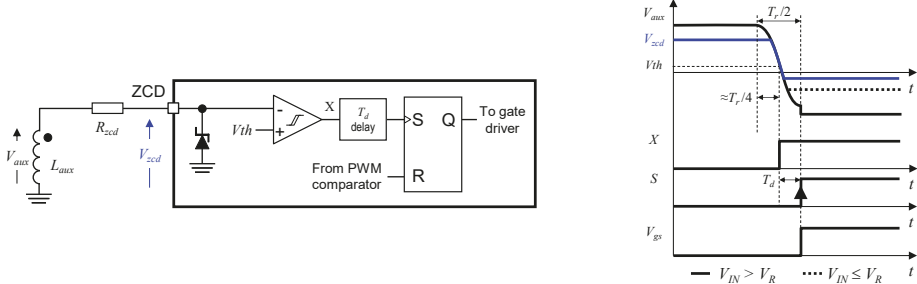 ZCD
V_aux
L_aux
R_zcd
V_zcd
Vth
-
+
X
T_d
delay
S
Q
R
To gate
driver
From PWM
comparator
V_aux
T_r/2
V_zcd
Vth
t
≈T_r/4
X
t
S
T_d
t
V_gs
t
V_IN > V_R
V_IN ≤ V_R